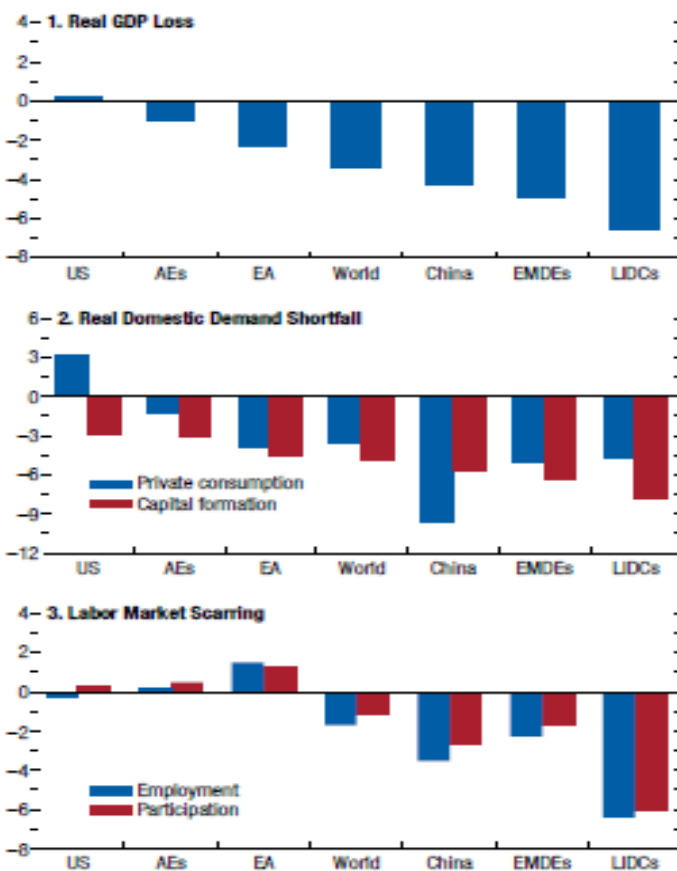 1. Real GDP Loss
4
2
0
−2
−4
−6
−8
US AEs EA World China EMDEs LIDCs
2. Real Domestic Demand Shortfall
6
3
0
−3
−6
−9
−12
Private consumption
Capital formation
US AEs EA World China EMDEs LIDCs
3. Labor Market Scarring
4
2
0
−2
−4
−6
−8
Employment
Participation
US AEs EA World China EMDEs LIDCs